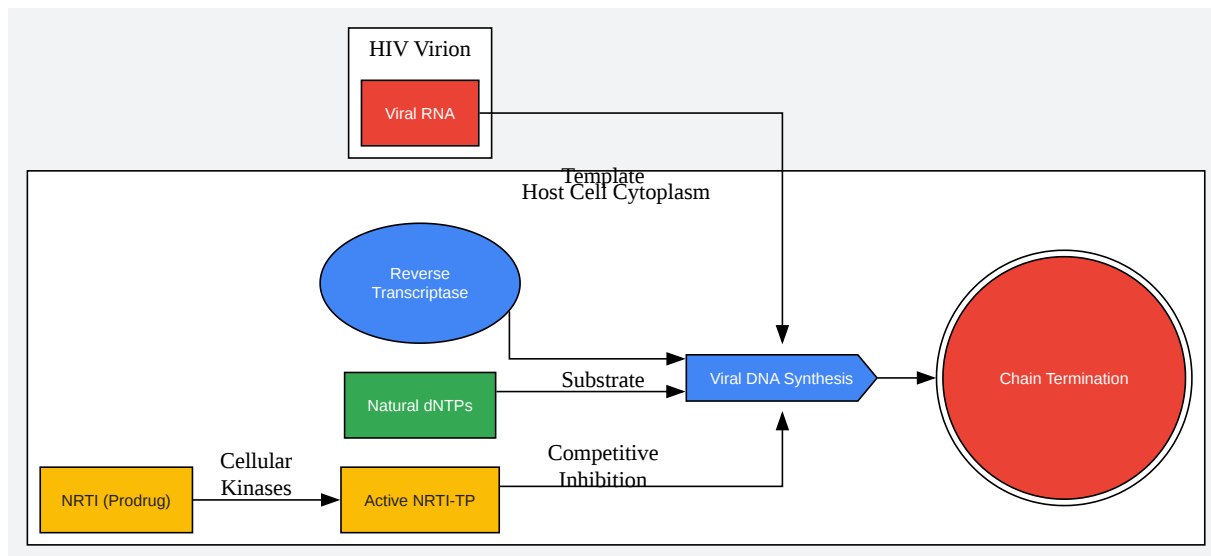 HIV Virion
Viral RNA
Template
Host Cell Cytoplasm
Reverse
Transcriptase
Substrate
Viral DNA Synthesis
Chain Termination
Natural dNTPs
Competitive
Inhibition
Cellular
Kinases
NRTI (Prodrug)
Active NRTI-TP